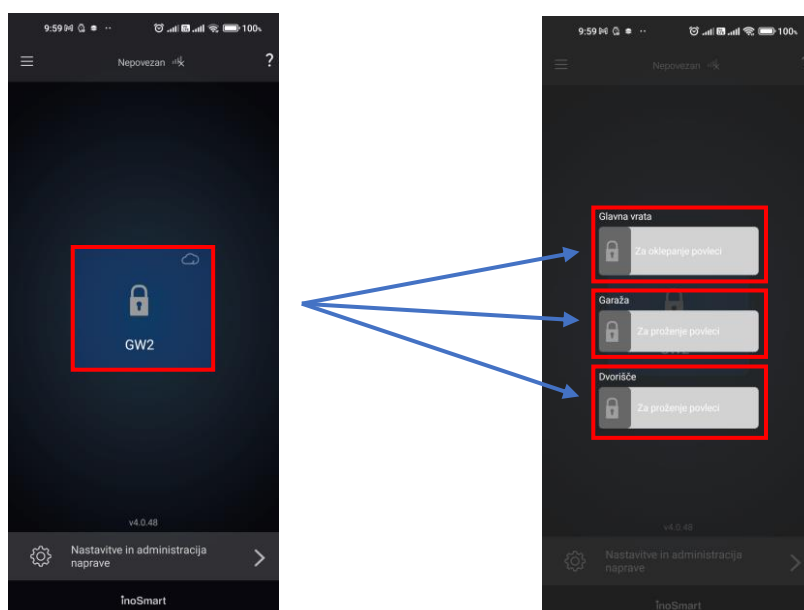 9:59
100%
Nepovezan
?
GW2
v4.0.48
Nastavitve in administracija
naprave
inoSmart
9:59
100%
Nepovezan
Glavna vrata
Za oklepanje povleci
Garaža
Za proženje povleci
Dvorišče
Za proženje povleci
v4.0.48
Nastavitve in administracija
naprave
inoSmart